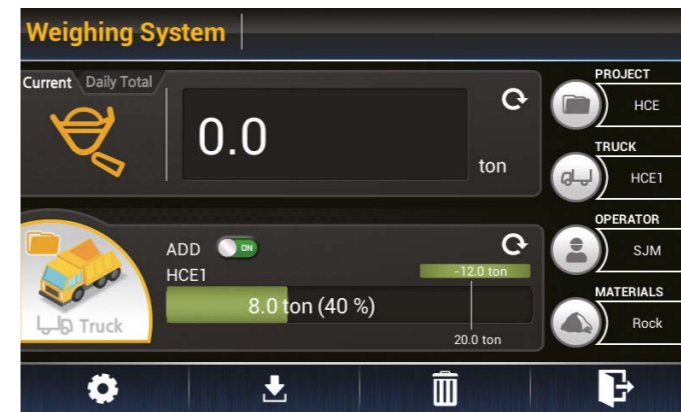 Weighing System
Current Daily Total
0.0
ton
ADD ON
HCE1
-12.0 ton
8.0 ton (40 %)
20.0 ton
Truck
PROJECT
HCE
TRUCK
HCE1
OPERATOR
SJM
MATERIALS
Rock